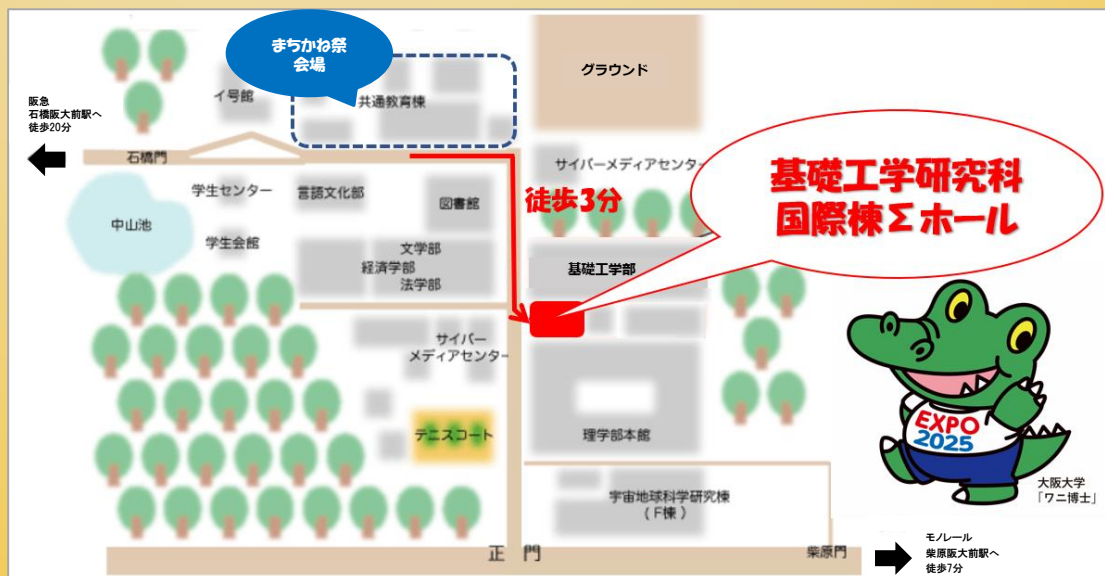 まちかね祭
会場
グラウンド
イ号館
共通教育棟
阪急
石橋阪大前駅へ
徒歩20分
石橋門
サイバーメディアセンター
基礎工学研究科
国際棟Σホール
学生センター
言語文化部
図書館
徒歩3分
中山池
学生会館
文学部
経済学部
法学部
基礎工学部
サイバー
メディアセンター
EXPO
2025
テニスコート
理学部本館
大阪大学
「ワニ博士」
宇宙地球科学研究棟
(F棟)
正門
柴原門
モノレール
柴原阪大前駅へ
徒歩7分